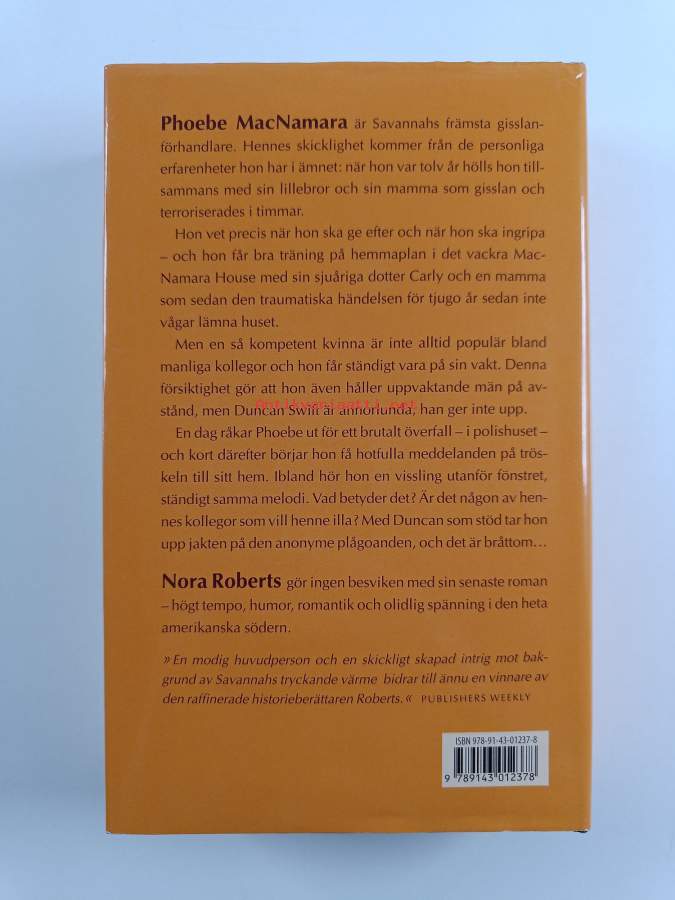 Phoebe MacNamara är Savannahs främsta gisslan-
förhandlare. Hennes skicklighet kommer från de personliga
erfarenheter hon har i ämnet: när hon var tolv år hölls hon till-
sammans med sin lillebror och sin mamma som gisslan och
terroriserades i timmar.
Hon vet precis när hon ska ge efter och när hon ska ingripa
– och hon får bra träning på hemmaplan i det vackra Mac-
Namara House med sin sjuåriga dotter Carly och en mamma
som sedan den traumatiska händelsen för tjugo år sedan inte
vågar lämna huset.
Men en så kompetent kvinna är inte alltid populär bland
manliga kollegor och hon får ständigt vara på sin vakt. Denna
försiktighet gör att hon även håller uppvaktande män på av-
stånd, men Duncan Swift är annorlunda, han ger inte upp.
En dag råkar Phoebe ut för ett brutalt överfall – i polishuset –
och kort därefter börjar hon få hotfulla meddelanden på trös-
keln till sitt hem. Ibland hör hon en vissling utanför fönstret,
ständigt samma melodi. Vad betyder det? Är det någon av hen-
nes kollegor som vill henne illa? Med Duncan som stöd tar hon
upp jakten på den anonyme plågoanden, och det är bråttom...
Nora Roberts gör ingen besviken med sin senaste roman
– högt tempo, humor, romantik och olidlig spänning i den heta
amerikanska södern.
»En modig huvudperson och en skickligt skapad intrig mot bak-
grund av Savannahs tryckande värme bidrar till ännu en vinnare av
den raffinerade historieberättaren Roberts.« PUBLISHERS WEEKLY
ISBN 978-91-43-01237-8
9 789143 012378